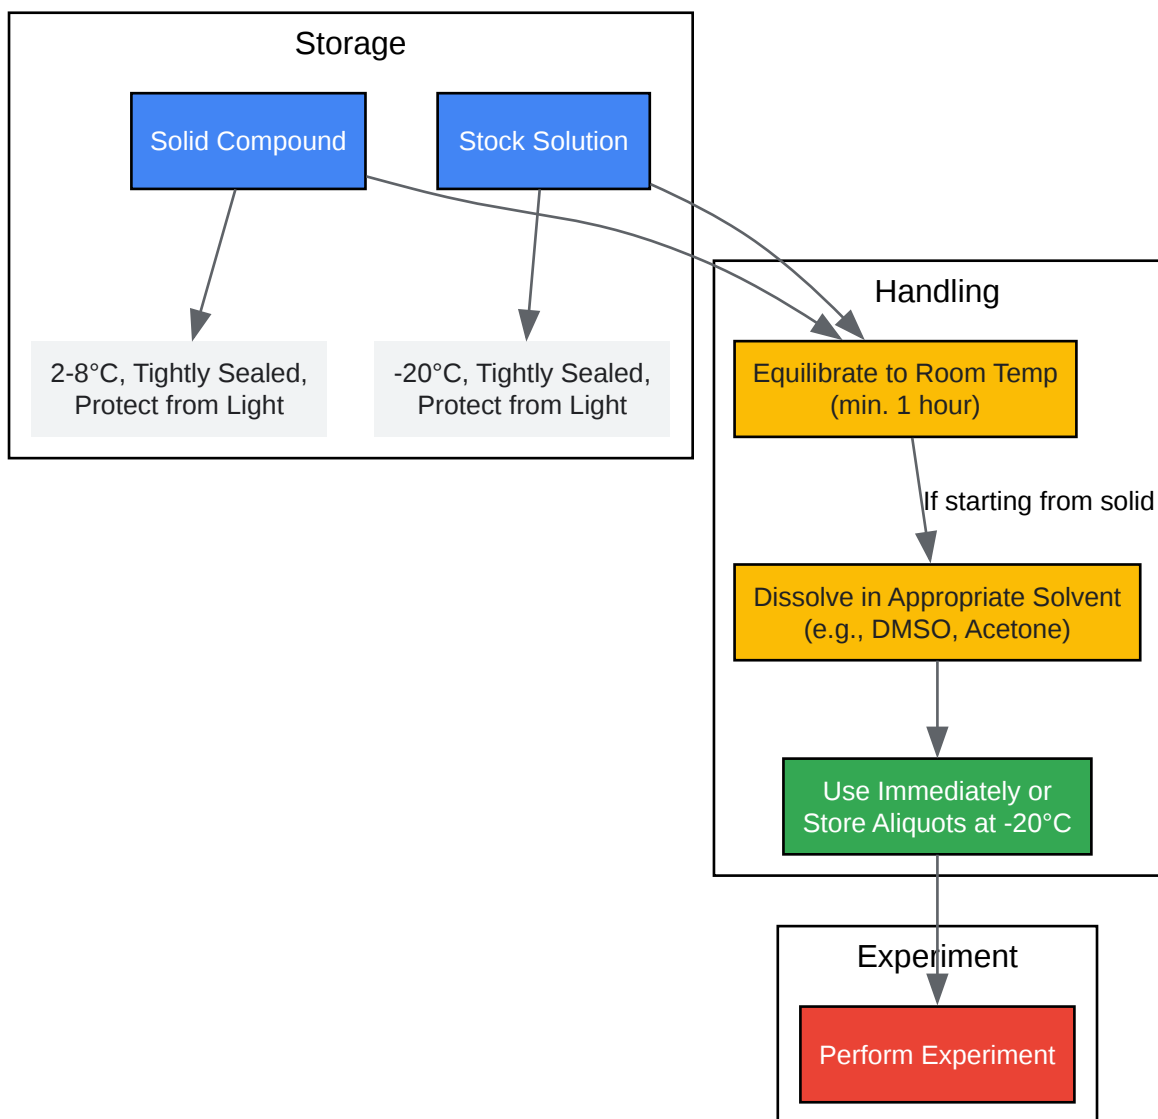 Storage
Solid Compound
Stock Solution
2-8°C, Tightly Sealed,
Protect from Light
-20°C, Tightly Sealed,
Protect from Light
Handling
Equilibrate to Room Temp
(min. 1 hour)
If starting from solid
Dissolve in Appropriate Solvent
(e.g., DMSO, Acetone)
Use Immediately or
Store Aliquots at -20°C
Experiment
Perform Experiment